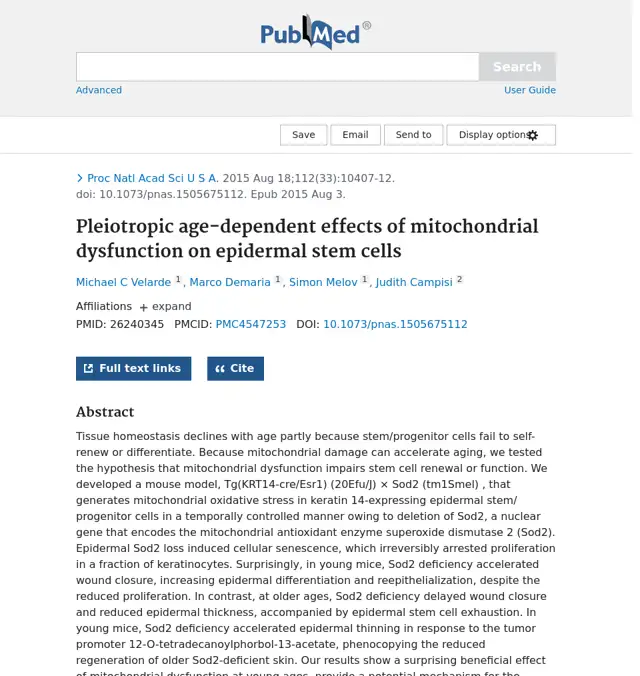 PubMed®
Search
Advanced
User Guide
Save
Email
Send to
Display options
Proc Natl Acad Sci U S A. 2015 Aug 18;112(33):10407-12.
doi: 10.1073/pnas.1505675112. Epub 2015 Aug 3.
Pleiotropic age-dependent effects of mitochondrial
dysfunction on epidermal stem cells
Michael C Velarde 1, Marco Demaria 1, Simon Melov 1, Judith Campisi 2
Affiliations + expand
PMID: 26240345 PMCID: PMC4547253 DOI: 10.1073/pnas.1505675112
Full text links
Cite
Abstract
Tissue homeostasis declines with age partly because stem/progenitor cells fail to self-
renew or differentiate. Because mitochondrial damage can accelerate aging, we tested
the hypothesis that mitochondrial dysfunction impairs stem cell renewal or function. We
developed a mouse model, Tg(KRT14-cre/Esr1) (20Efu/J) × Sod2 (tm1Smel) , that
generates mitochondrial oxidative stress in keratin 14-expressing epidermal stem/
progenitor cells in a temporally controlled manner owing to deletion of Sod2, a nuclear
gene that encodes the mitochondrial antioxidant enzyme superoxide dismutase 2 (Sod2).
Epidermal Sod2 loss induced cellular senescence, which irreversibly arrested proliferation
in a fraction of keratinocytes. Surprisingly, in young mice, Sod2 deficiency accelerated
wound closure, increasing epidermal differentiation and reepithelialization, despite the
reduced proliferation. In contrast, at older ages, Sod2 deficiency delayed wound closure
and reduced epidermal thickness, accompanied by epidermal stem cell exhaustion. In
young mice, Sod2 deficiency accelerated epidermal thinning in response to the tumor
promoter 12-O-tetradecanoylphorbol-13-acetate, phenocopying the reduced
regeneration of older Sod2-deficient skin. Our results show a surprising beneficial effect
of mitochondrial dysfunction at young ages, provide a potential mechanism for the